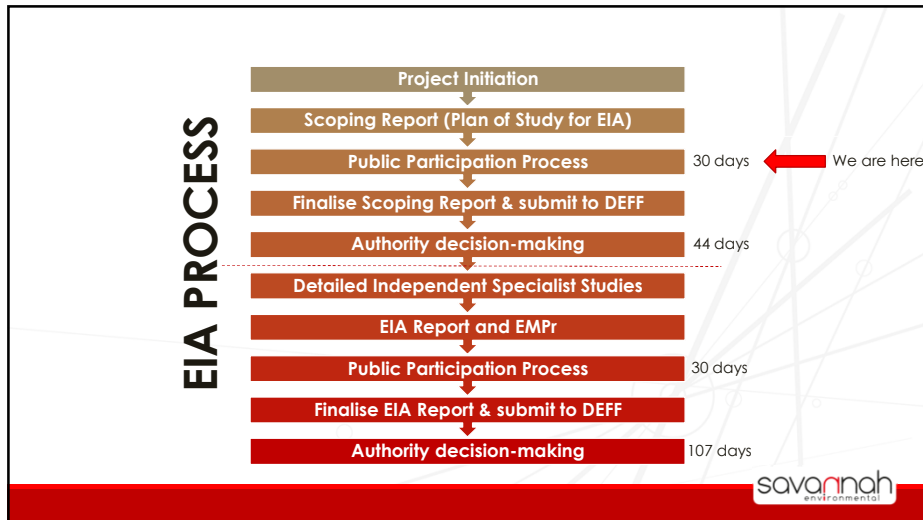 EIA PROCESS
Project Initiation
Scoping Report (Plan of Study for EIA)
Public Participation Process
30 days
We are here
Finalise Scoping Report & submit to DEFF
Authority decision-making
44 days
Detailed Independent Specialist Studies
EIA Report and EMPr
Public Participation Process
30 days
Finalise EIA Report & submit to DEFF
Authority decision-making
107 days
savannah
environmental